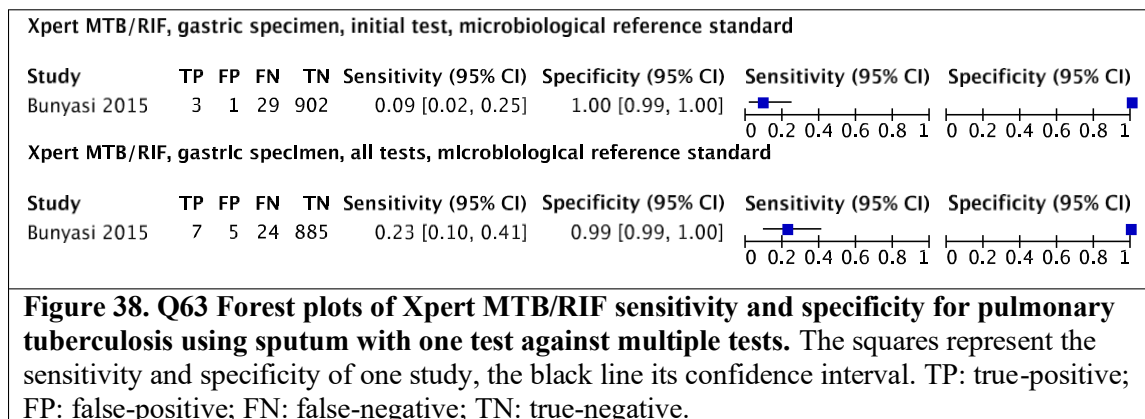 Xpert MTB/RIF, gastric specimen, initial test, microbiological reference standard
Study TP FP FN TN Sensitivity (95% CI) Specificity (95% CI) Sensitivity (95% CI) Specificity (95% CI)
Bunyasi 2015 3 1 29 902 0.09 [0.02, 0.25] 1.00 [0.99, 1.00]
0 0.2 0.4 0.6 0.8 1 0 0.2 0.4 0.6 0.8 1
Xpert MTB/RIF, gastric specimen, all tests, microbiological reference standard
Study TP FP FN TN Sensitivity (95% CI) Specificity (95% CI) Sensitivity (95% CI) Specificity (95% CI)
Bunyasi 2015 7 5 24 885 0.23 [0.10, 0.41] 0.99 [0.99, 1.00]
0 0.2 0.4 0.6 0.8 1 0 0.2 0.4 0.6 0.8 1
Figure 38. Q63 Forest plots of Xpert MTB/RIF sensitivity and specificity for pulmonary
tuberculosis using sputum with one test against multiple tests. The squares represent the
sensitivity and specificity of one study, the black line its confidence interval. TP: true-positive;
FP: false-positive; FN: false-negative; TN: true-negative.